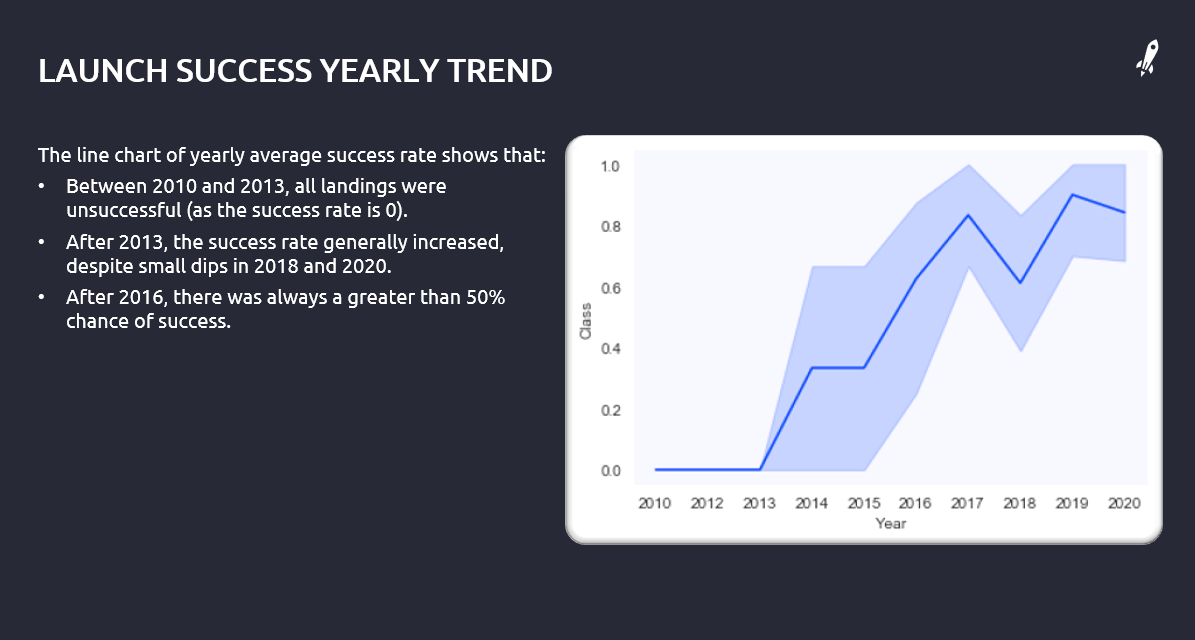 LAUNCH SUCCESS YEARLY TREND
The line chart of yearly average success rate shows that:
• Between 2010 and 2013, all landings were
unsuccessful (as the success rate is 0).
• After 2013, the success rate generally increased,
despite small dips in 2018 and 2020.
• After 2016, there was always a greater than 50%
chance of success.
1.0
0.8
0.6
0.4
0.2
0.0
Class
2010 2012 2013 2014 2015 2016 2017 2018 2019 2020
Year